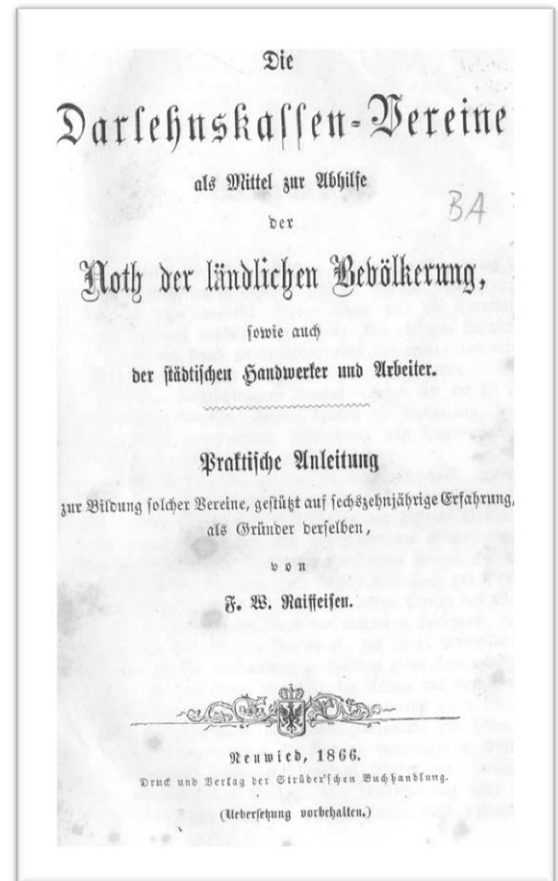 Die
Darlehnskassen-Vereine
als Mittel zur Abhilfe
BA
der
Noth der ländlichen Bevölkerung,
sowie auch
der städtischen Handwerker und Arbeiter.
Praktische Anleitung
zur Bildung solcher Vereine, gestützt auf sechszehnjährige Erfahrung,
als Gründer derselben,
von
F. W. Raiffeisen.
Neuwied, 1866.
Druck und Verlag der Strüder'schen Buchhandlung.
(Uebersetzung vorbehalten.)